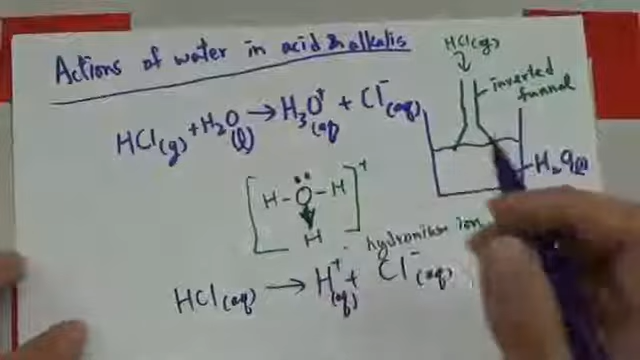 Actions of water in acid & alkalis
HCl(g)
inverted
funnel
HCl(g) + H₂O(l) → H₃O⁺(aq + Cl⁻(aq)
[H-O-H
H]⁺
hydronium ion
HCl(aq) → H⁺(aq) + Cl⁻(aq)